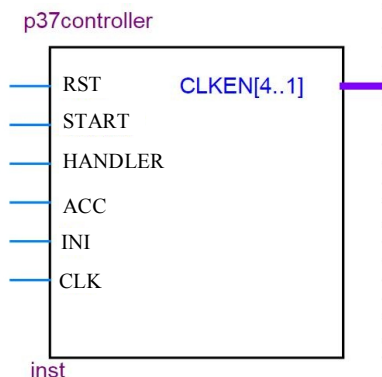 p37controller
RST CLKEN[4..1]
START
HANDLER
ACC
INI
CLK
inst